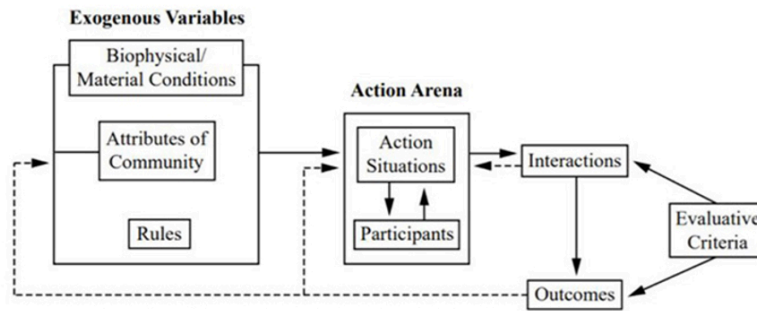 Exogenous Variables
Biophysical/
Material Conditions
Attributes of
Community
Rules
Action Arena
Action
Situations
Participants
Interactions
Outcomes
Evaluative
Criteria